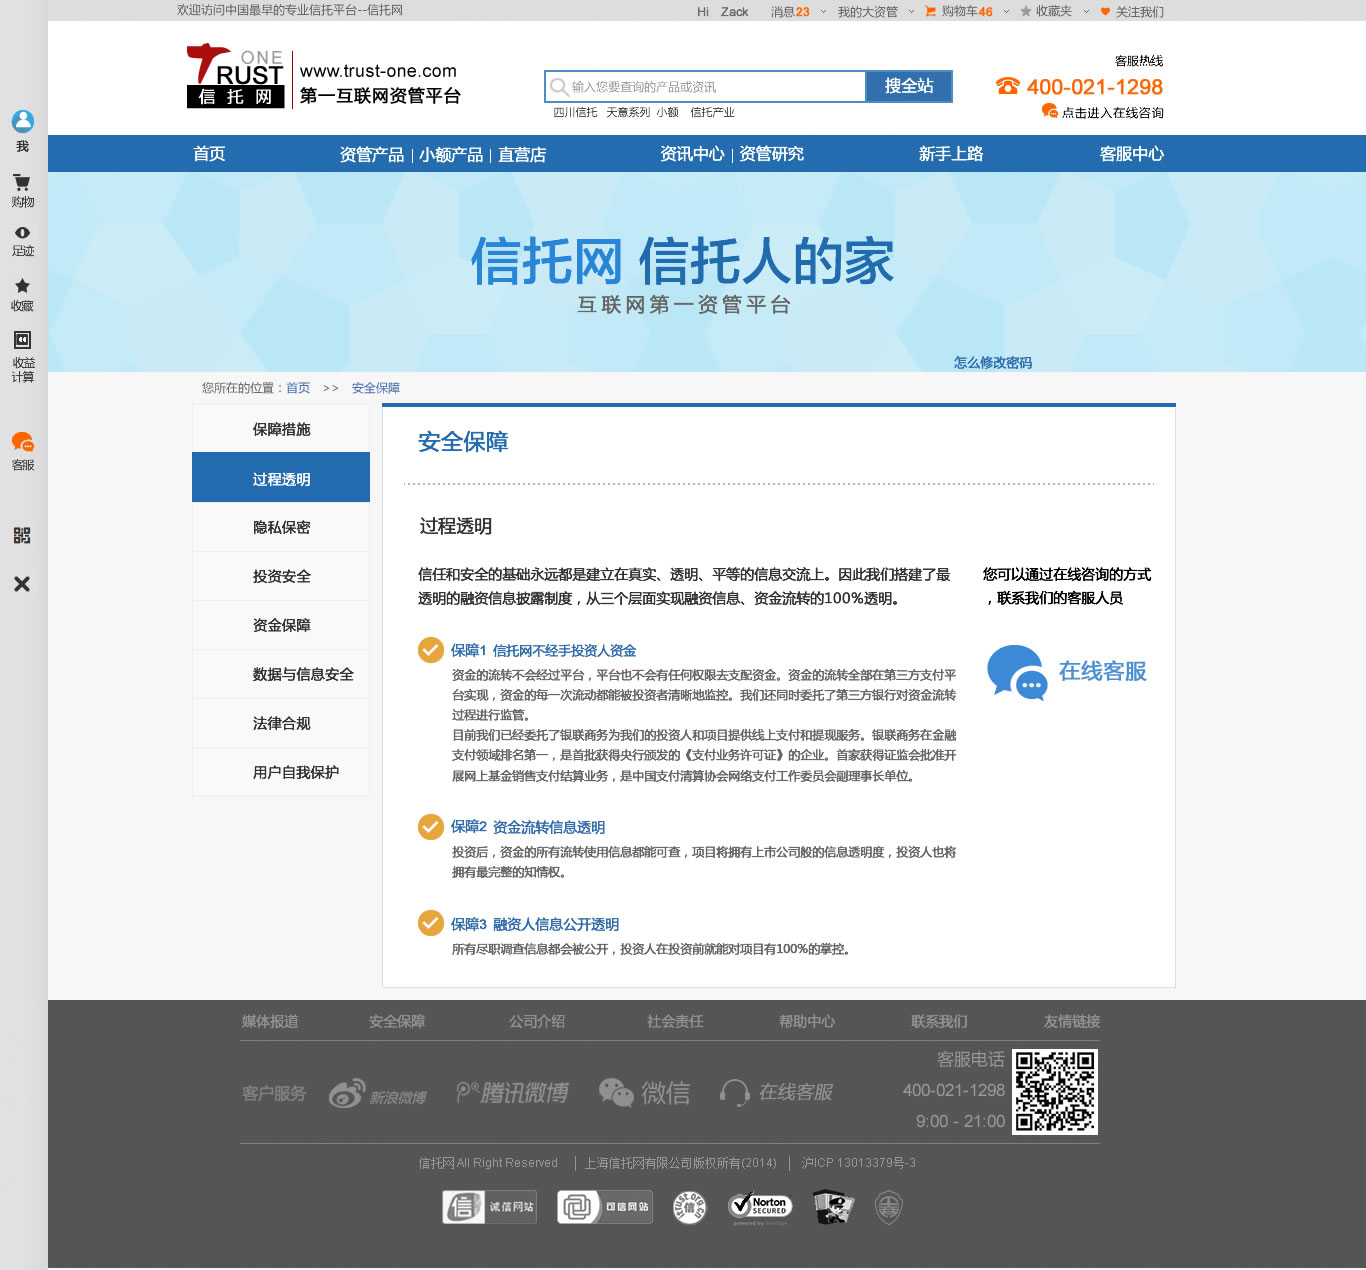 欢迎访问中国最早的专业信托平台--信托网
Hi Zack 消息23 我的大资管 购物车46 收藏夹 关注我们
ONE
TRUST
信托网
www.trust-one.com
第一互联网资管平台
输入您要查询的产品或资讯 搜全站
四川信托 天意系列 小额 信托产业
客服热线
400-021-1298
点击进入在线咨询
首页 资管产品 | 小额产品 | 直营店 资讯中心 | 资管研究 新手上路 客服中心
我
购物
足迹
收藏
收益
计算
客服
信托网 信托人的家
互联网第一资管平台
怎么修改密码
您所在的位置：首页 >> 安全保障
保障措施
过程透明
隐私保密
投资安全
资金保障
数据与信息安全
法律合规
用户自我保护
安全保障
过程透明
信任和安全的基础永远都是建立在真实、透明、平等的信息交流上。因此我们搭建了最
透明的融资信息披露制度，从三个层面实现融资信息、资金流转的100%透明。
保障1 信托网不经手投资人资金
资金的流转不会经过平台，平台也不会有任何权限去支配资金。资金的流转全部在第三方支付平
台实现，资金的每一次流动都能被投资者清晰地监控。我们还同时委托了第三方银行对资金流转
过程进行监管。
目前我们已经委托了银联商务为我们的投资人和项目提供线上支付和提现服务。银联商务在金融
支付领域排名第一，是首批获得央行颁发的《支付业务许可证》的企业。首家获得证监会批准开
展网上基金销售支付结算业务，是中国支付清算协会网络支付工作委员会副理事长单位。
保障2 资金流转信息透明
投资后，资金的所有流转使用信息都能可查，项目将拥有上市公司般的信息透明度，投资人也将
拥有最完整的知情权。
保障3 融资人信息公开透明
所有尽职调查信息都会被公开，投资人在投资前就能对项目有100%的掌控。
您可以通过在线咨询的方式
，联系我们的客服人员
在线客服
媒体报道 安全保障 公司介绍 社会责任 帮助中心 联系我们 友情链接
客户服务 新浪微博 腾讯微博 微信 在线客服
客服电话
400-021-1298
9:00 - 21:00
信托网 All Right Reserved | 上海信托网有限公司版权所有(2014) | 沪ICP 13013379号-3
信 诚信网站 可信网站 Trust.org.cn 信 Norton
SECURED
powered by VeriSign